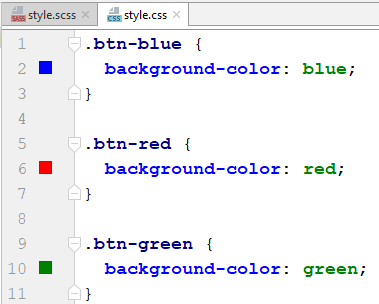 style.scss style.css
1 .btn-blue {
2 background-color: blue;
3 }
4
5 .btn-red {
6 background-color: red;
7 }
8
9 .btn-green {
10 background-color: green;
11 }